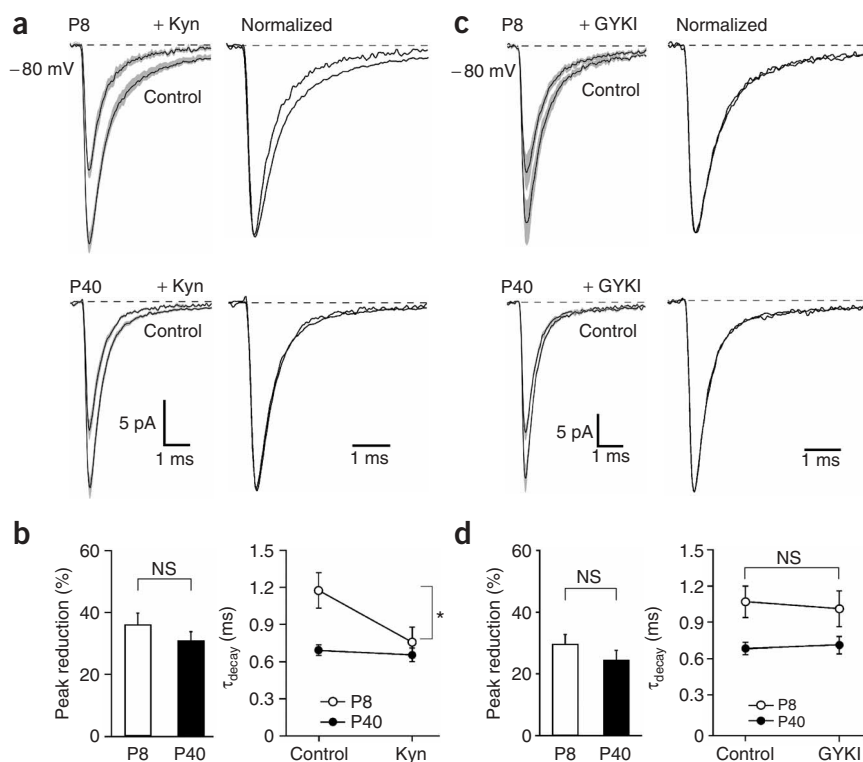 a
P8 + Kyn
Normalized
−80 mV
Control
P40 + Kyn
Control
5 pA
1 ms
1 ms
c
P8 + GYKI
Normalized
−80 mV
Control
P40 + GYKI
Control
5 pA
1 ms
1 ms
b
Peak reduction (%)
60
40
20
0
NS
P8 P40
τdecay (ms)
1.5
1.2
0.9
0.6
0.3
0
*
P8
P40
Control Kyn
d
Peak reduction (%)
60
40
20
0
NS
P8 P40
τdecay (ms)
1.5
1.2
0.9
0.6
0.3
0
NS
P8
P40
Control GYKI